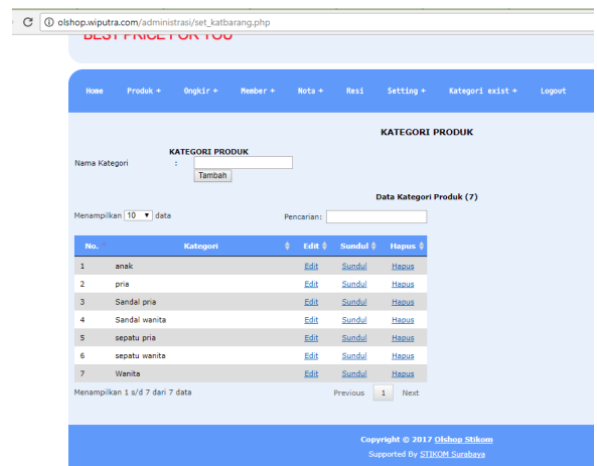 olshop.wiputra.com/administrasi/set_katbarang.php
BEST PRICE FOR YOU
Home Produk + Ongkir + Member + Nota + Resi Setting + Kategori exist + Logout
KATEGORI PRODUK
KATEGORI PRODUK
Nama Kategori :
Tambah
Data Kategori Produk (7)
Menampilkan 10 data Pencarian:
No. Kategori Edit Sundul Hapus
1 anak Edit Sundul Hapus
2 pria Edit Sundul Hapus
3 Sandal pria Edit Sundul Hapus
4 Sandal wanita Edit Sundul Hapus
5 sepatu pria Edit Sundul Hapus
6 sepatu wanita Edit Sundul Hapus
7 Wanita Edit Sundul Hapus
Menampilkan 1 s/d 7 dari 7 data Previous 1 Next
Copyright © 2017 Olshop Stikom
Supported By STIKOM Surabaya